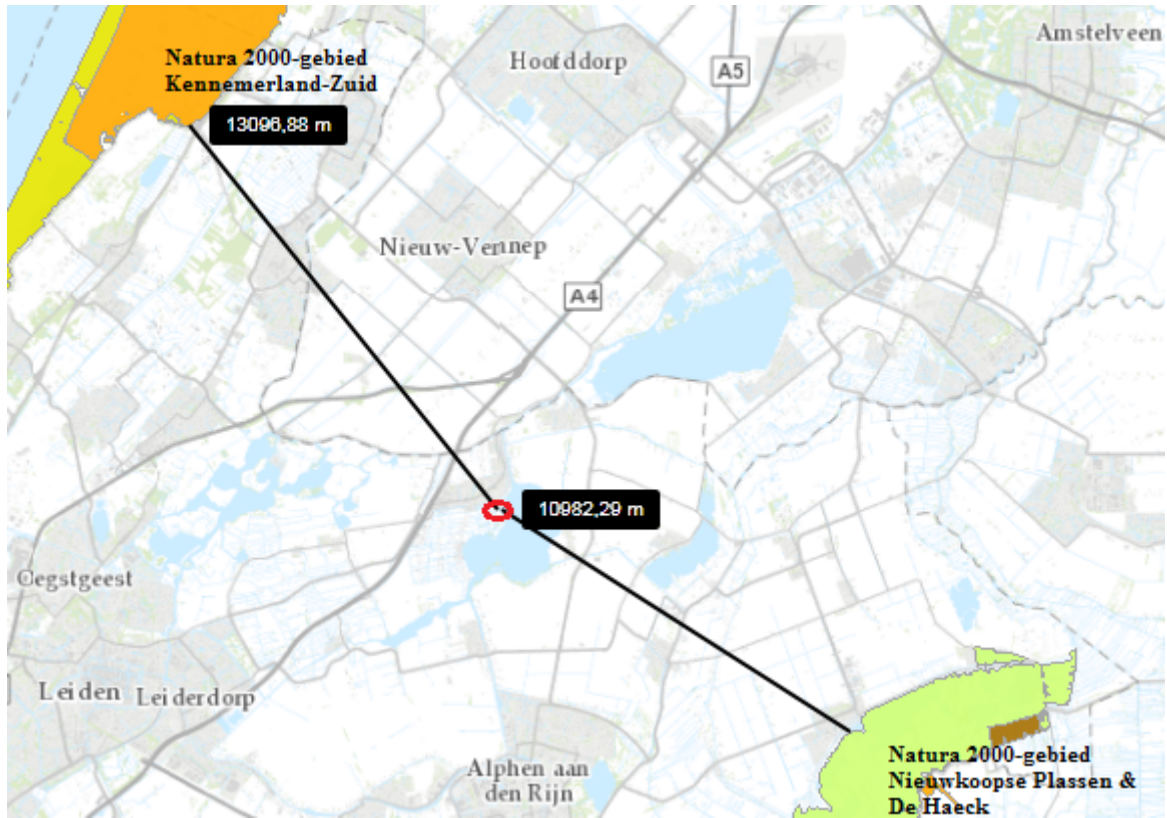 Amstelveen
Natura 2000-gebied
Kennemerland-Zuid
Hoofddorp
A5
13096,88 m
Nieuw-Vennep
A4
10982,29 m
Oegstgeest
Leiden
Leiderdorp
Alphen aan
den Rijn
Natura 2000-gebied
Nieuwkoopse Plassen &
De Haeck